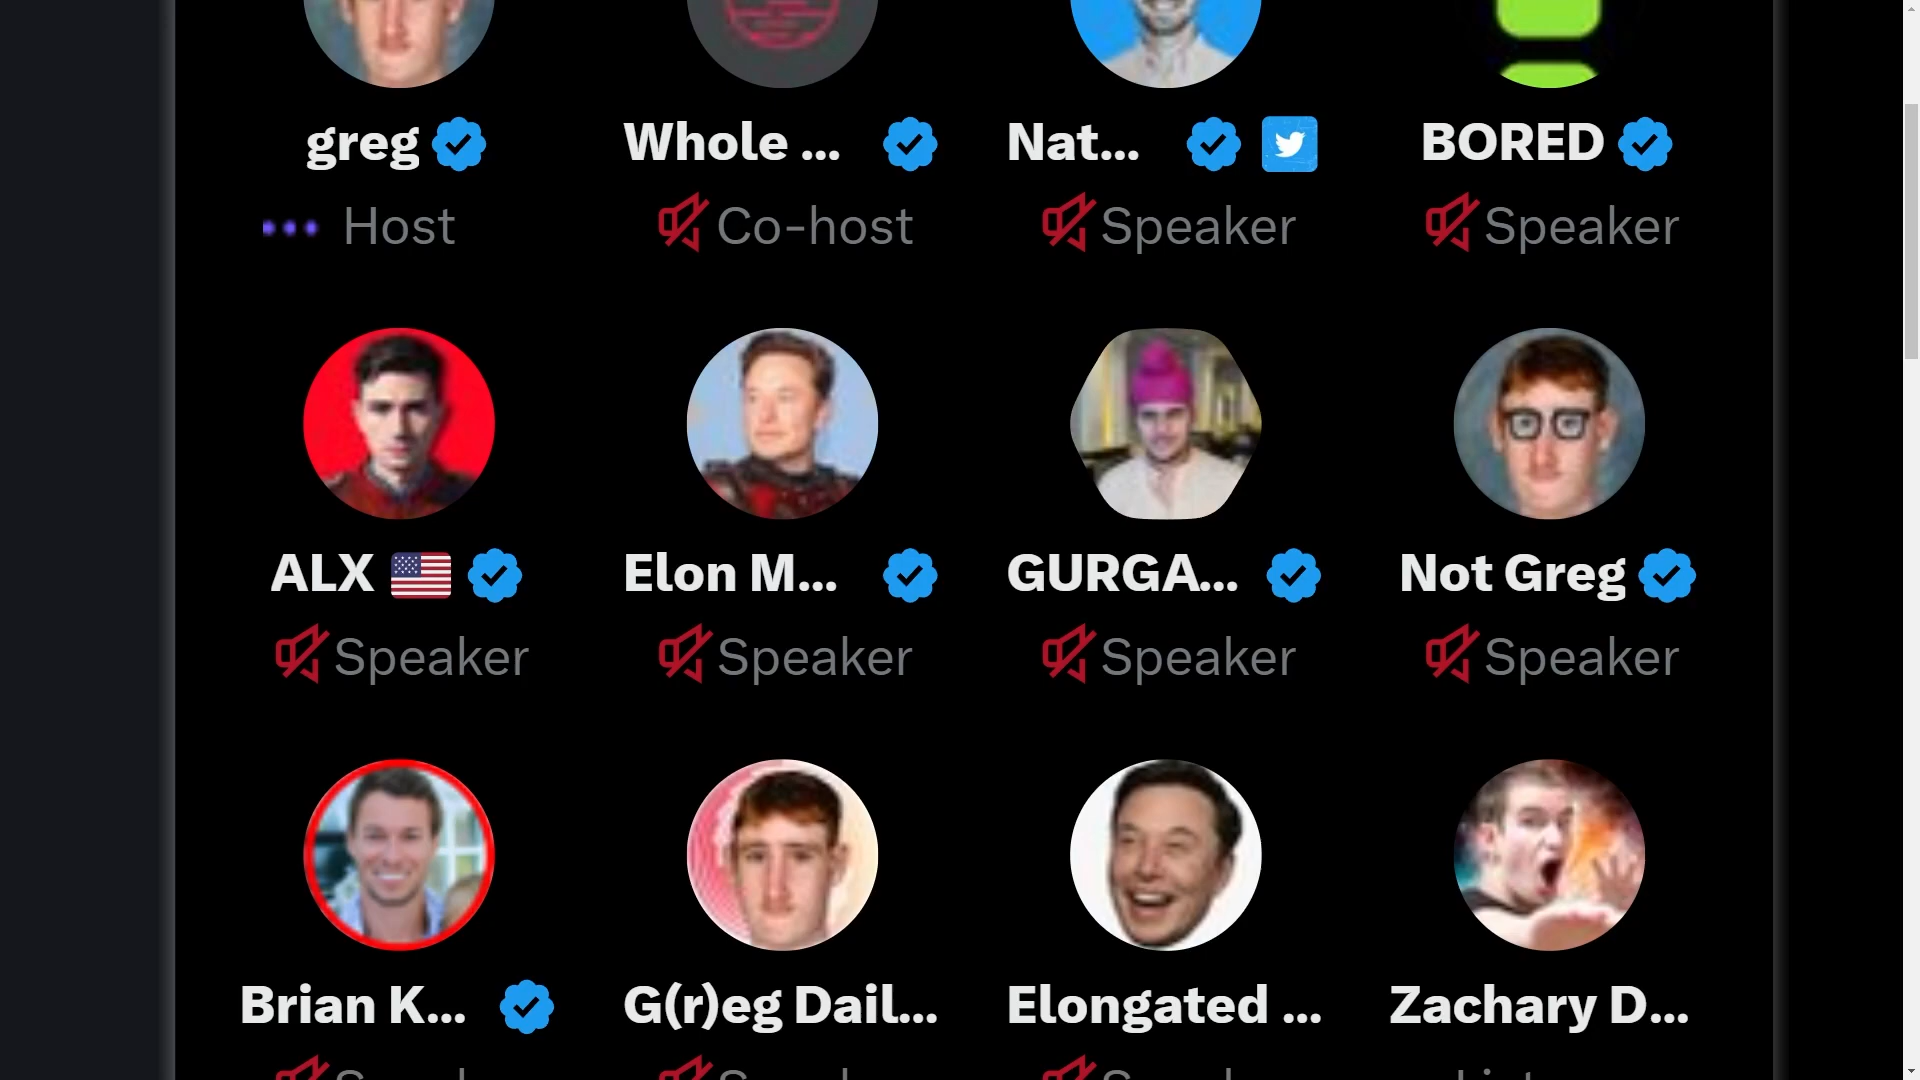 greg
Whole ...
Nat...
BORED
Host
Co-host
Speaker
Speaker
ALX
Elon M...
GURGA...
Not Greg
Speaker
Speaker
Speaker
Speaker
Brian K...
G(r)eg Dail...
Elongated ...
Zachary D...